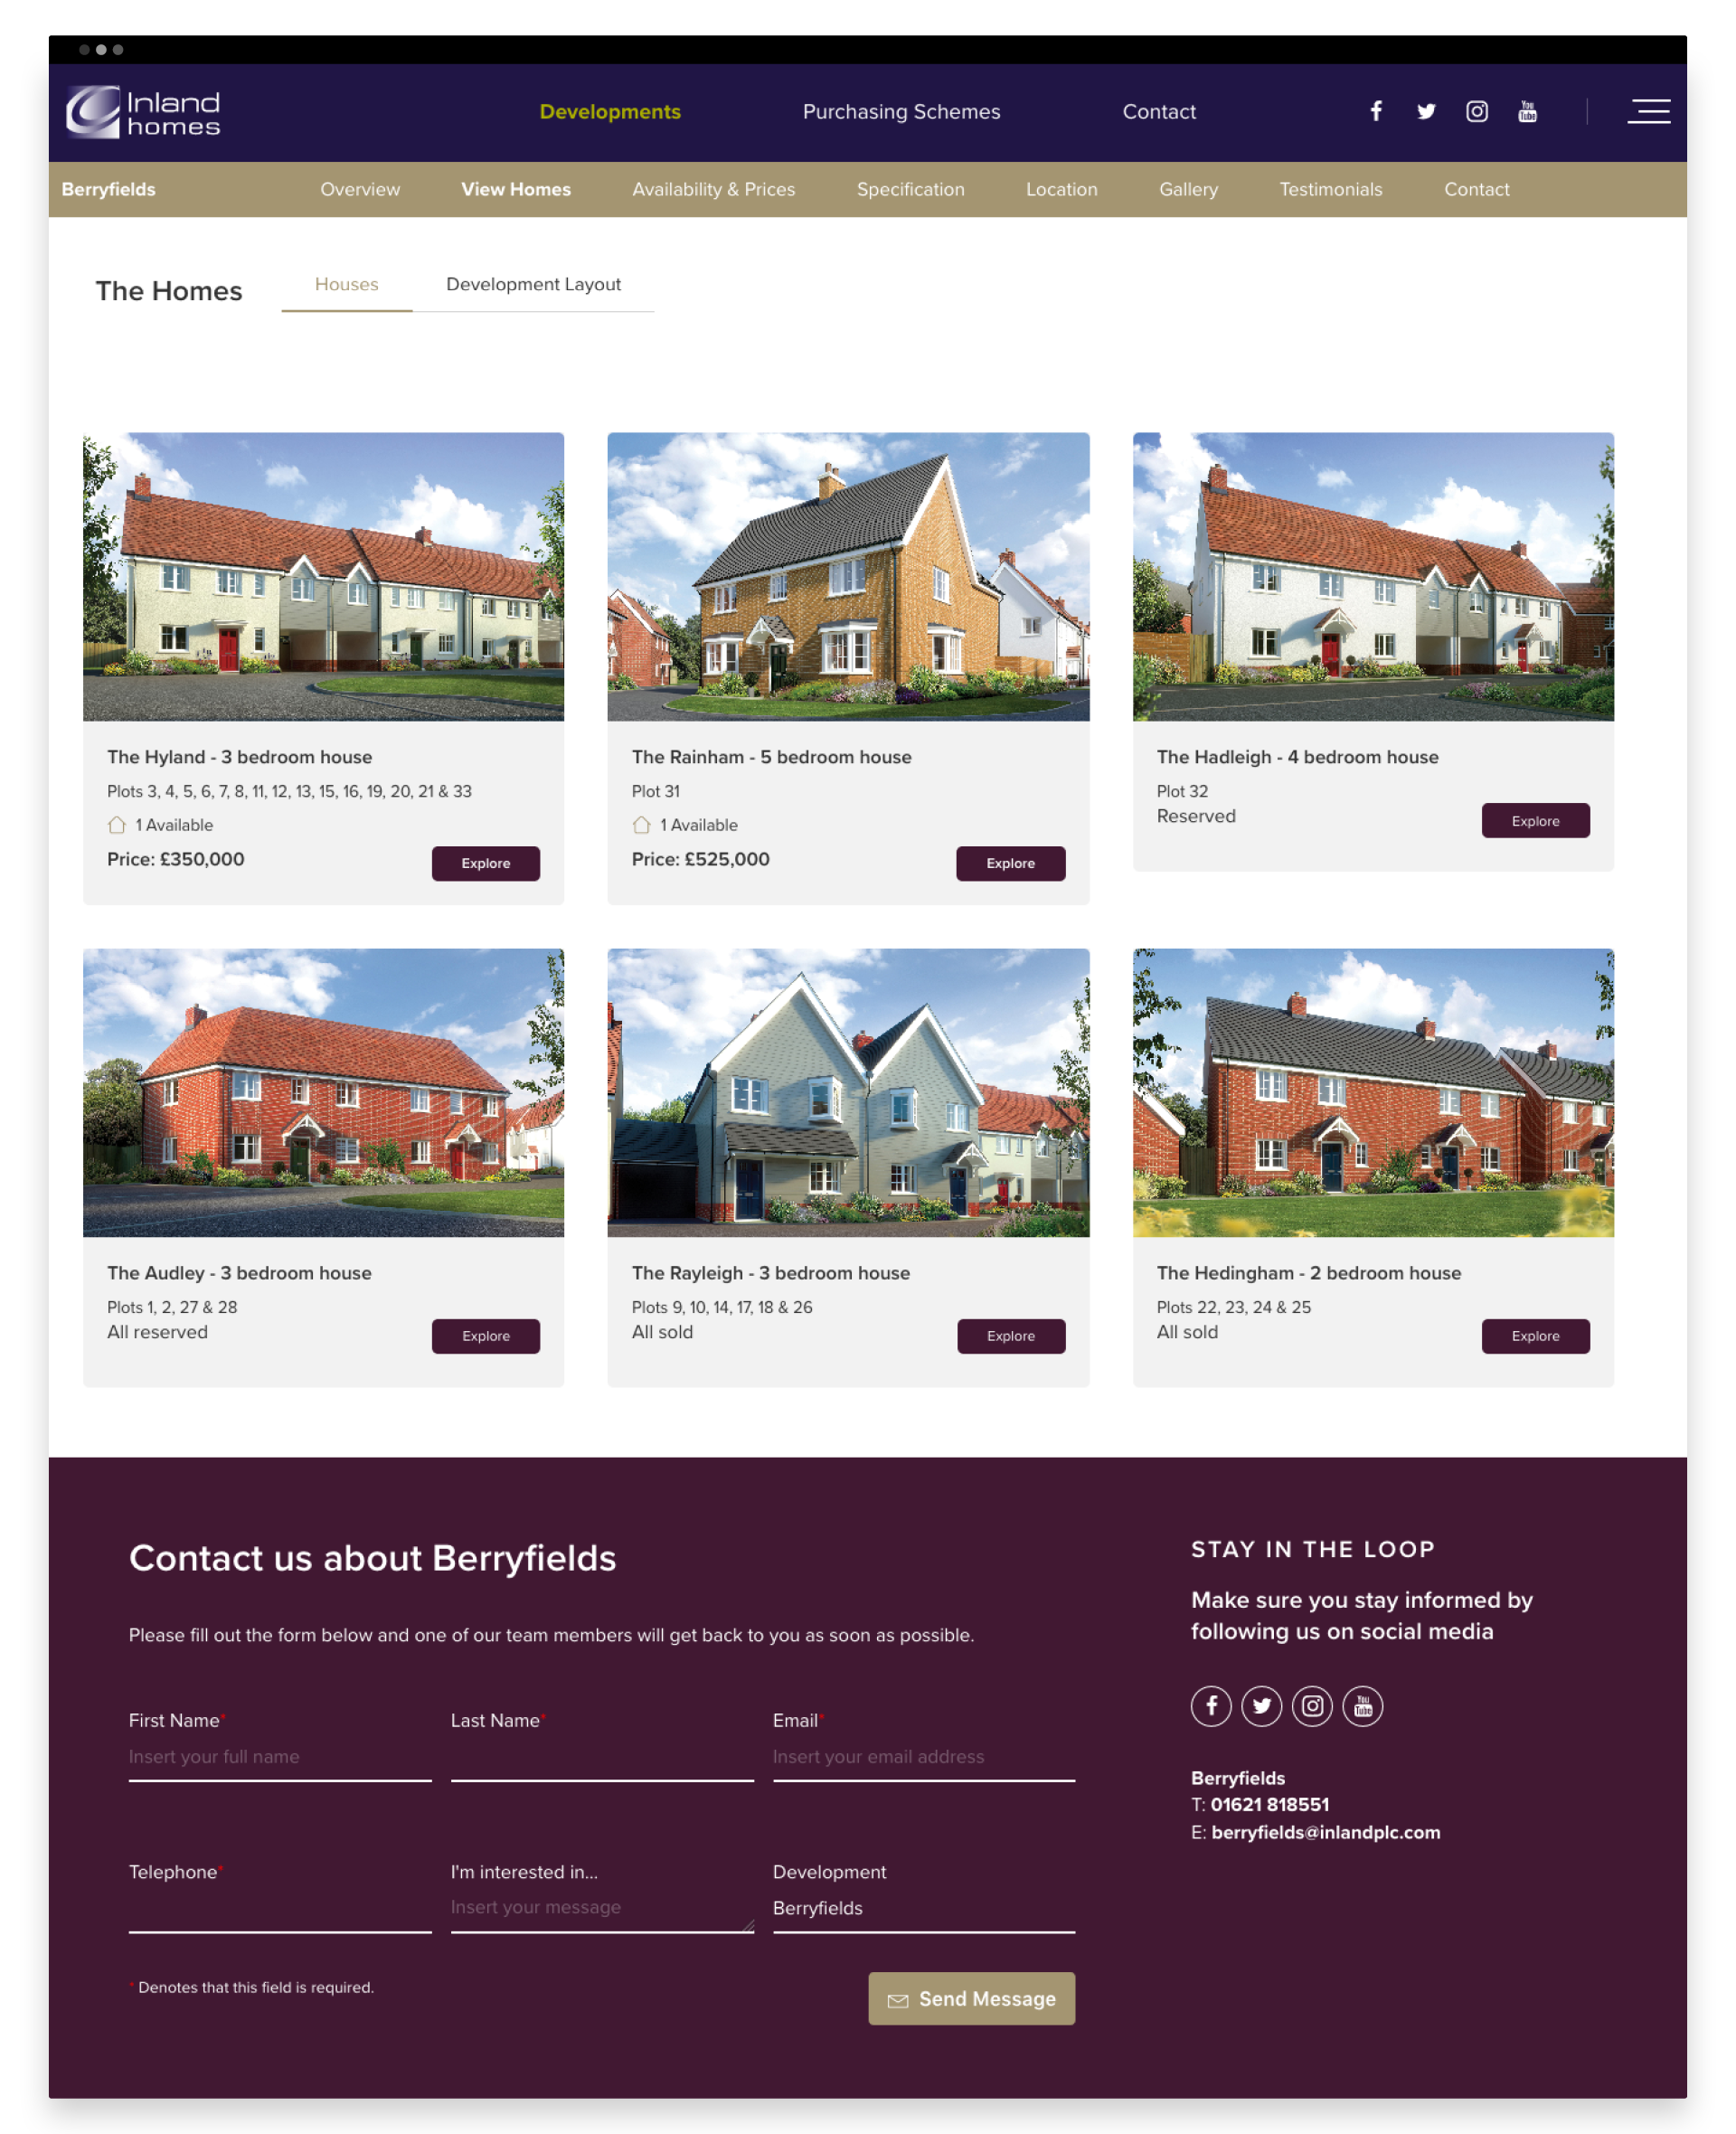 Inland
homes
Developments
Purchasing Schemes
Contact
You
Tube
Berryfields
Overview
View Homes
Availability & Prices
Specification
Location
Gallery
Testimonials
Contact
The Homes
Houses
Development Layout
The Hyland - 3 bedroom house
Plots 3, 4, 5, 6, 7, 8, 11, 12, 13, 15, 16, 19, 20, 21 & 33
1 Available
Price: £350,000
Explore
The Rainham - 5 bedroom house
Plot 31
1 Available
Price: £525,000
Explore
The Hadleigh - 4 bedroom house
Plot 32
Reserved
Explore
The Audley - 3 bedroom house
Plots 1, 2, 27 & 28
All reserved
Explore
The Rayleigh - 3 bedroom house
Plots 9, 10, 14, 17, 18 & 26
All sold
Explore
The Hedingham - 2 bedroom house
Plots 22, 23, 24 & 25
All sold
Explore
Contact us about Berryfields
Please fill out the form below and one of our team members will get back to you as soon as possible.
First Name*
Insert your full name
Last Name*
Email*
Insert your email address
Telephone*
I'm interested in...
Insert your message
Development
Berryfields
* Denotes that this field is required.
Send Message
STAY IN THE LOOP
Make sure you stay informed by
following us on social media
You
Tube
Berryfields
T: 01621 818551
E: berryfields@inlandplc.com